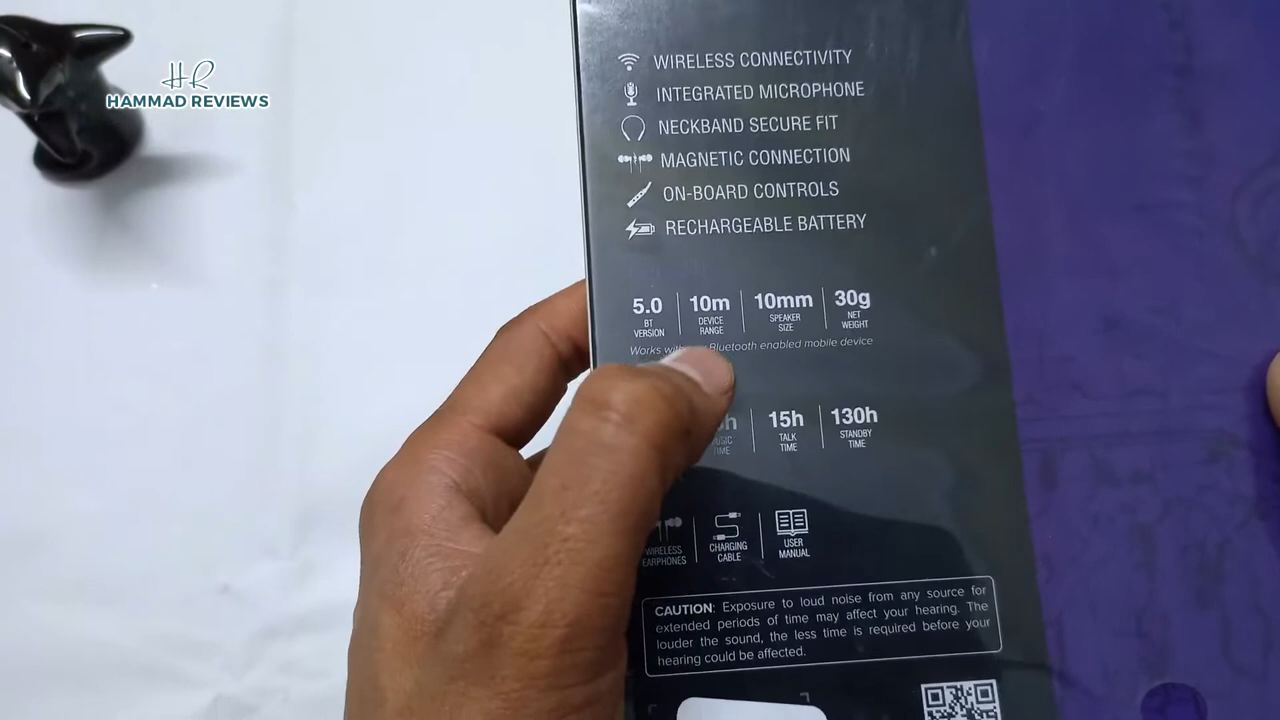 HR
HAMMAD REVIEWS
WIRELESS CONNECTIVITY
INTEGRATED MICROPHONE
NECKBAND SECURE FIT
MAGNETIC CONNECTION
ON-BOARD CONTROLS
RECHARGEABLE BATTERY
5.0 10m 10mm 30g
BT DEVICE SPEAKER NET
VERSION RANGE SIZE WEIGHT
Works Bluetooth enabled mobile device
15h 130h
TALK STANDBY
TIME TIME TIME
WIRELESS CHARGING USER
EARPHONES CABLE MANUAL
CAUTION: Exposure to loud noise from any source for
extended periods of time may affect your hearing. The
louder the sound, the less time is required before your
hearing could be affected.